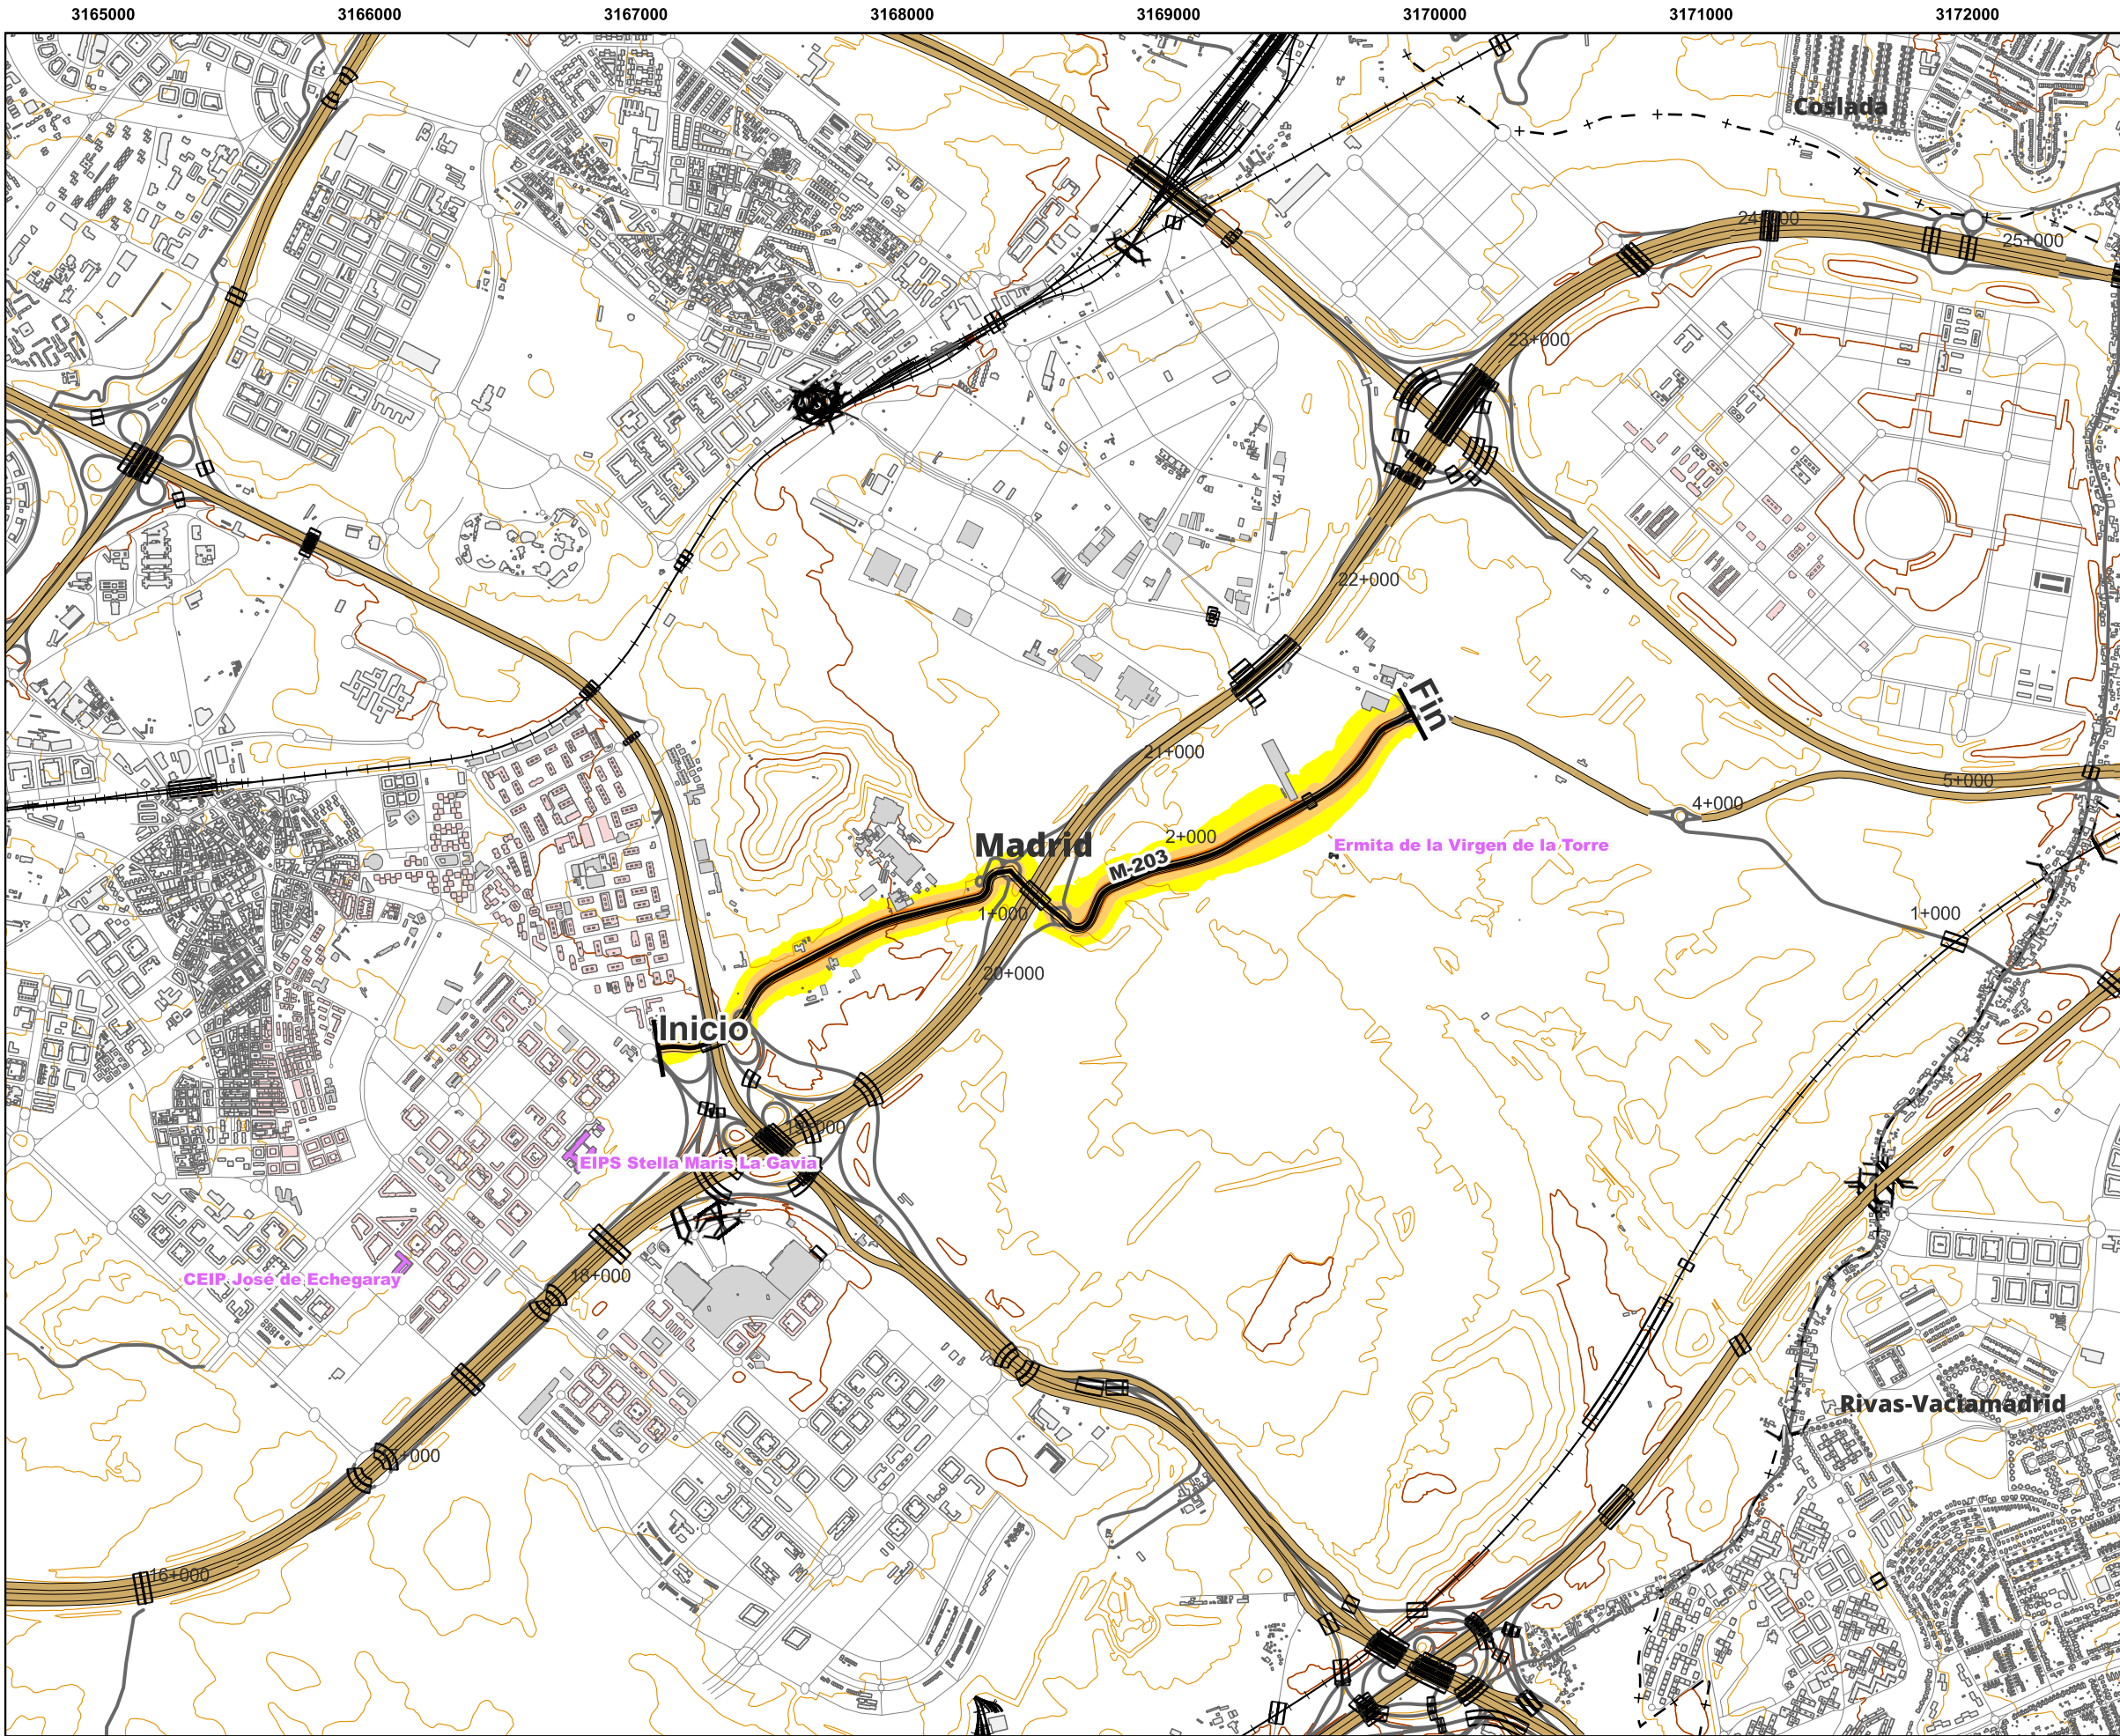 3165000 3166000 3167000 3168000 3169000 3170000 3171000 3172000
Coslada
25+000
23+000
22+000
Fin
21+000
5+000
4+000
2+000
Madrid
Ermita de la Virgen de la Torre
M-203
1+000
1+000
20+000
Inicio
EIPS Stella Maris La Gavia
18+000
CEIP José de Echegaray
Rivas-Vaciamadrid
16+000